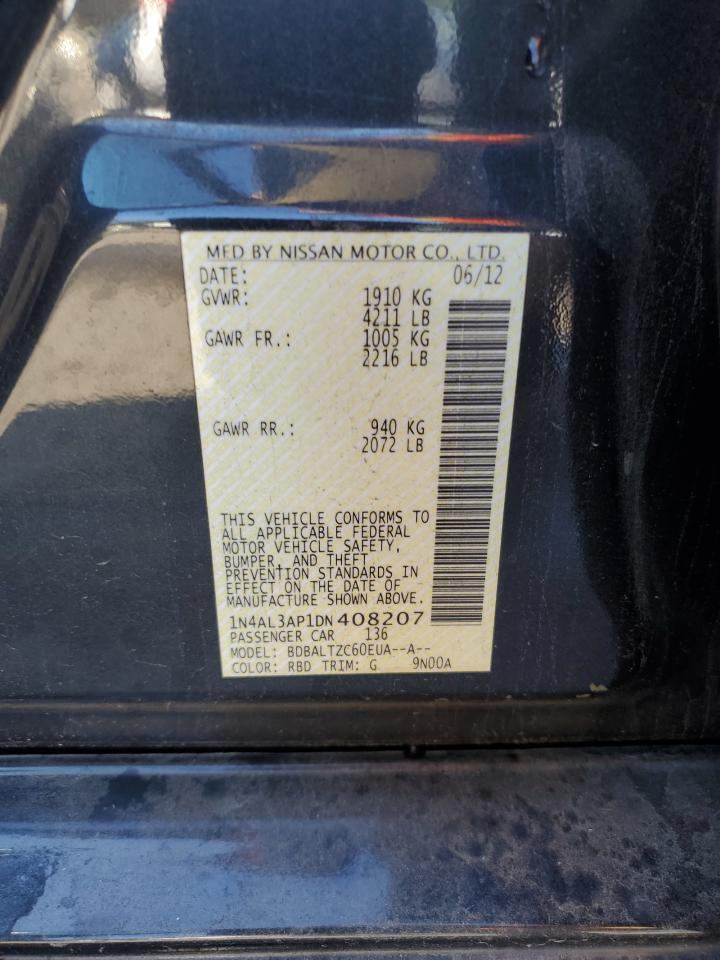 MFD BY NISSAN MOTOR CO., LTD.
DATE: 06/12
GVWR: 1910 KG
4211 LB
GAWR FR.: 1005 KG
2216 LB
GAWR RR.: 940 KG
2072 LB
THIS VEHICLE CONFORMS TO
ALL APPLICABLE FEDERAL
MOTOR VEHICLE SAFETY,
BUMPER, AND THEFT
PREVENTION STANDARDS IN
EFFECT ON THE DATE OF
MANUFACTURE SHOWN ABOVE.
1N4AL3AP1DN408207
PASSENGER CAR 136
MODEL: BDBALTZC60EUA--A--
COLOR: RBD TRIM: G 9N00A